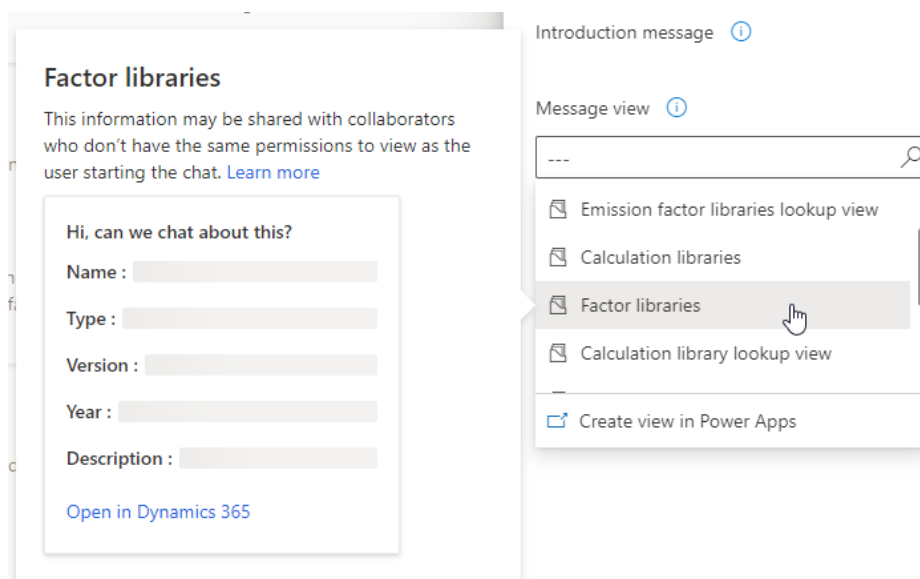 Factor libraries
This information may be shared with collaborators
who don't have the same permissions to view as the
user starting the chat. Learn more
Hi, can we chat about this?
Name :
Type :
Version :
Year :
Description :
Open in Dynamics 365
Introduction message
Message view
---
Emission factor libraries lookup view
Calculation libraries
Factor libraries
Calculation library lookup view
Create view in Power Apps